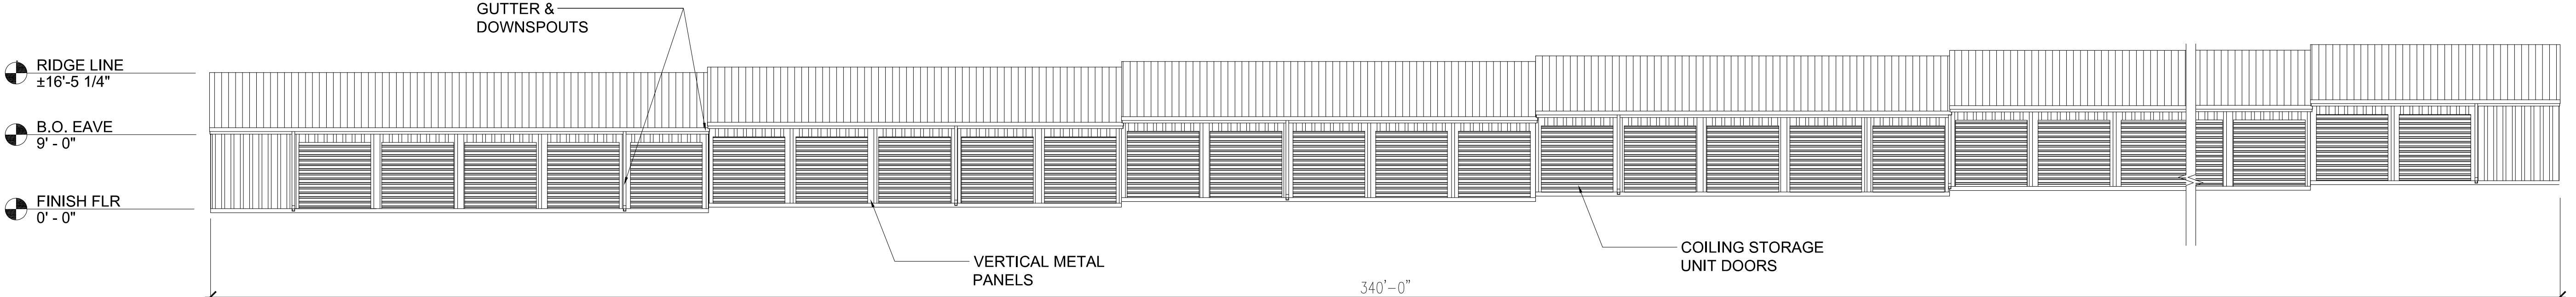 GUTTER &
DOWNSPOUTS
RIDGE LINE
±16'-5 1/4"
B.O. EAVE
9' - 0"
FINISH FLR
0' - 0"
VERTICAL METAL
PANELS
COILING STORAGE
UNIT DOORS
340'-0"